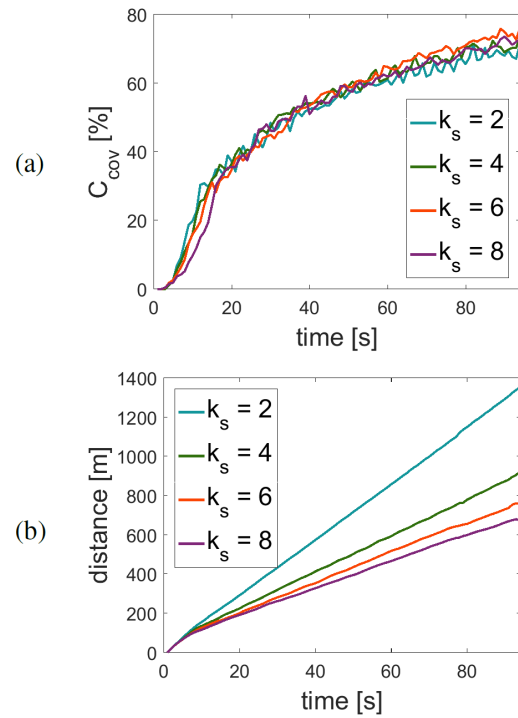 (a)
C_cov [%]
80
60
40
20
0
0 20 40 60 80
time [s]
k_s = 2
k_s = 4
k_s = 6
k_s = 8
(b)
distance [m]
1400
1200
1000
800
600
400
200
0
0 20 40 60 80
time [s]
k_s = 2
k_s = 4
k_s = 6
k_s = 8